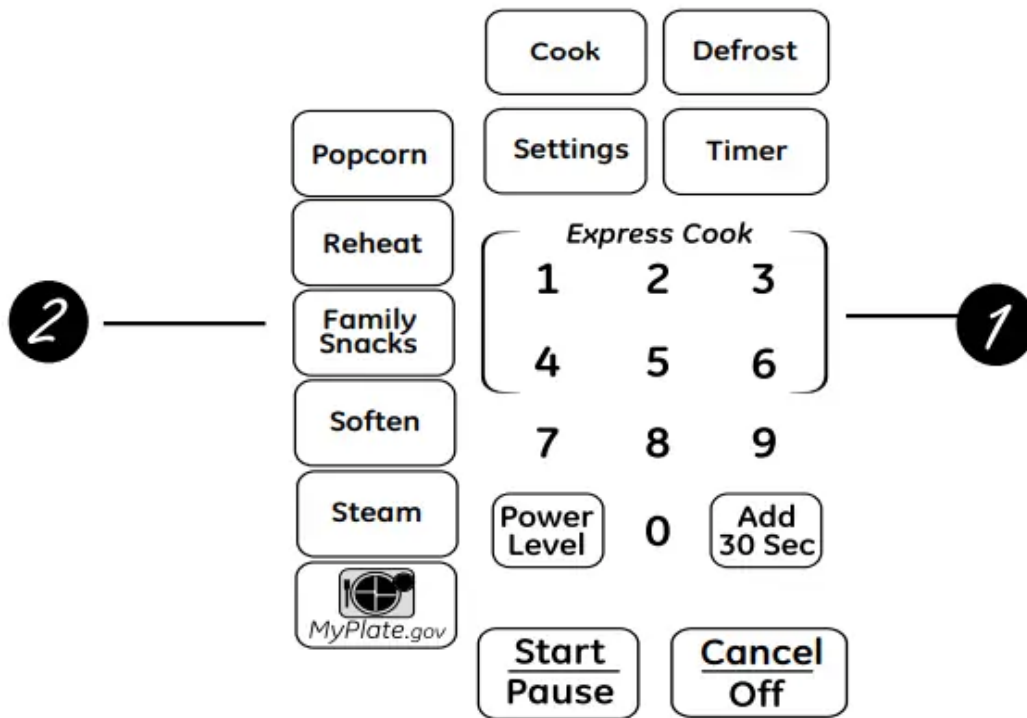 Cook
Defrost
Popcorn
Settings
Timer
Reheat
Express Cook
1 2 3
2
Family
Snacks
1
4 5 6
Soften
7 8 9
Steam
Power
Level
0
Add
30 Sec
MyPlate.gov
Start
Pause
Cancel
Off